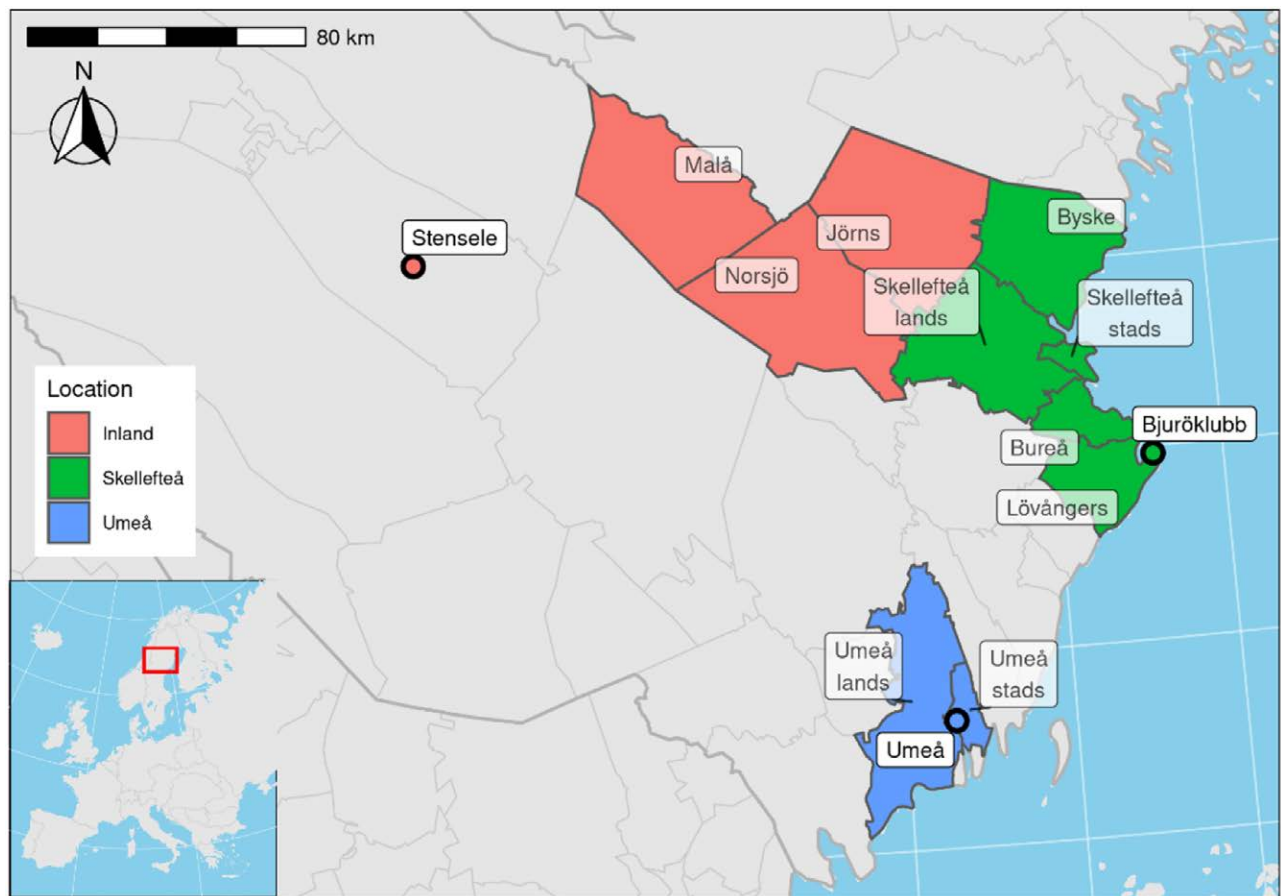 80 km
N
Malå
Jörns
Byske
Stensele
Norsjö
Skellefteå
lands
Skellefteå
stads
Location
Inland
Skellefteå
Umeå
Bjuröklubb
Bureå
Lövångers
Umeå
lands
Umeå
stads
Umeå